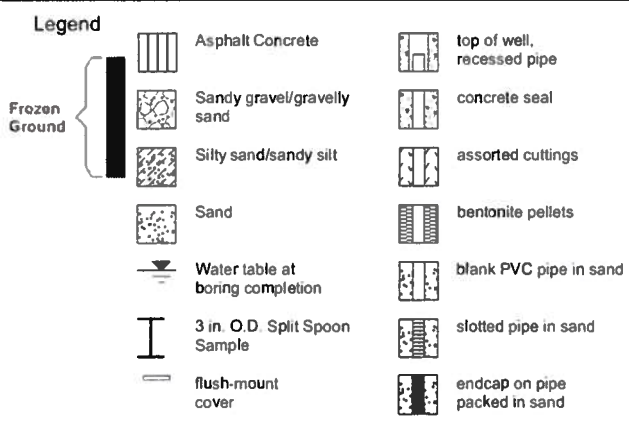 Legend
Frozen
Ground
Asphalt Concrete
Sandy gravel/gravelly
sand
Silty sand/sandy silt
Sand
Water table at
boring completion
3 in. O.D. Split Spoon
Sample
flush-mount
cover
top of well,
recessed pipe
concrete seal
assorted cuttings
bentonite pellets
blank PVC pipe in sand
slotted pipe in sand
endcap on pipe
packed in sand